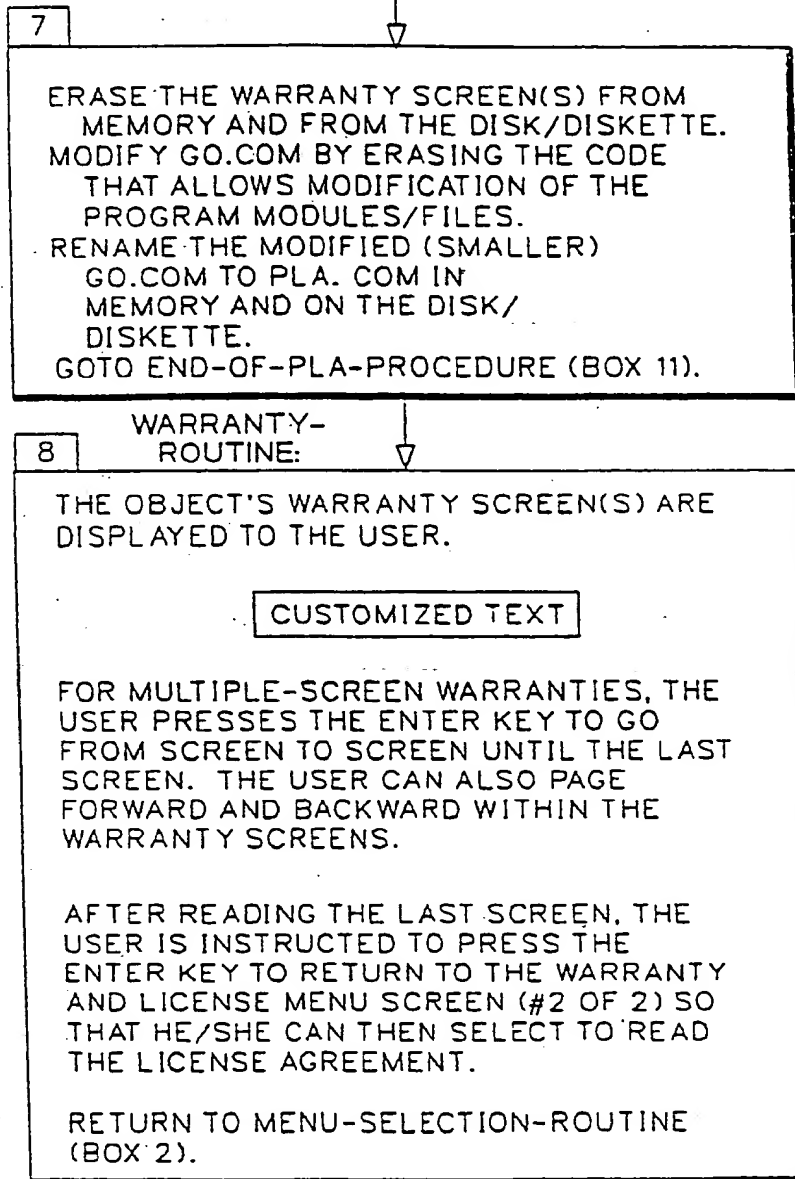 7
ERASE THE WARRANTY SCREEN(S) FROM
MEMORY AND FROM THE DISK/DISKETTE.
MODIFY GO.COM BY ERASING THE CODE
THAT ALLOWS MODIFICATION OF THE
PROGRAM MODULES/FILES.
RENAME THE MODIFIED (SMALLER)
GO.COM TO PLA. COM IN
MEMORY AND ON THE DISK/
DISKETTE.
GOTO END-OF-PLA-PROCEDURE (BOX 11).
WARRANTY-
8 ROUTINE:
THE OBJECT'S WARRANTY SCREEN(S) ARE
DISPLAYED TO THE USER.
CUSTOMIZED TEXT
FOR MULTIPLE-SCREEN WARRANTIES, THE
USER PRESSES THE ENTER KEY TO GO
FROM SCREEN TO SCREEN UNTIL THE LAST
SCREEN. THE USER CAN ALSO PAGE
FORWARD AND BACKWARD WITHIN THE
WARRANTY SCREENS.
AFTER READING THE LAST SCREEN, THE
USER IS INSTRUCTED TO PRESS THE
ENTER KEY TO RETURN TO THE WARRANTY
AND LICENSE MENU SCREEN (#2 OF 2) SO
THAT HE/SHE CAN THEN SELECT TO READ
THE LICENSE AGREEMENT.
RETURN TO MENU-SELECTION-ROUTINE
(BOX 2).